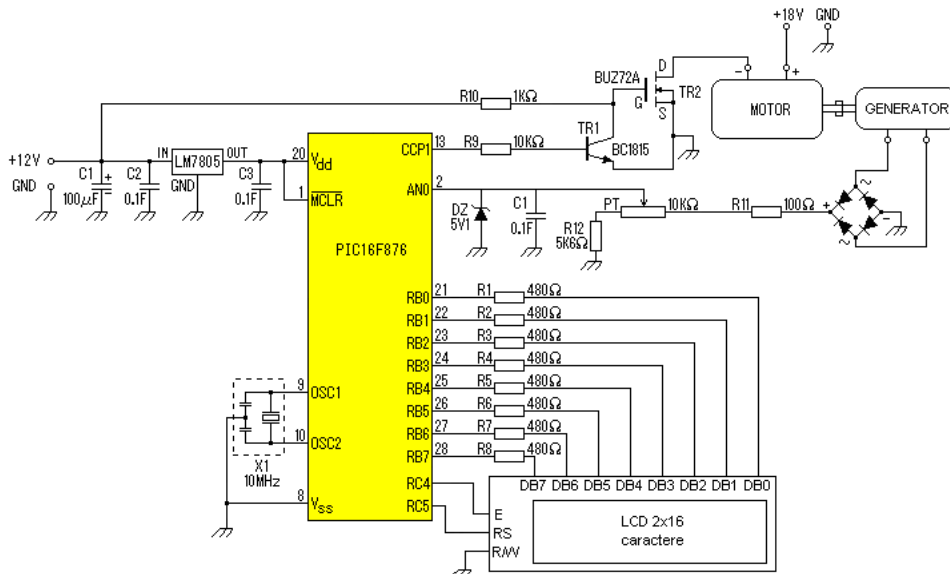 +18V GND
BUZ72A
D
G
S
TR2
- +
MOTOR
GENERATOR
R10 1KΩ
TR1
BC1815
CCP1 13 R9 10KΩ
+12V
GND
C1
100μF
C2
0.1F
IN LM7805 OUT
GND
C3
0.1F
20 Vdd
1 MCLR
AN0 2
DZ
5V1
C1
0.1F
PT 10KΩ
R11 100Ω
R12
5K6Ω
+ ~ - ~
PIC16F876
RB0 21 R1 480Ω
RB1 22 R2 480Ω
RB2 23 R3 480Ω
RB3 24 R4 480Ω
RB4 25 R5 480Ω
RB5 26 R6 480Ω
RB6 27 R7 480Ω
RB7 28 R8 480Ω
9 OSC1
10 OSC2
X1
10MHz
8 Vss
RC4
RC5
DB7 DB6 DB5 DB4 DB3 DB2 DB1 DB0
E
RS
R/W
LCD 2x16
caractere